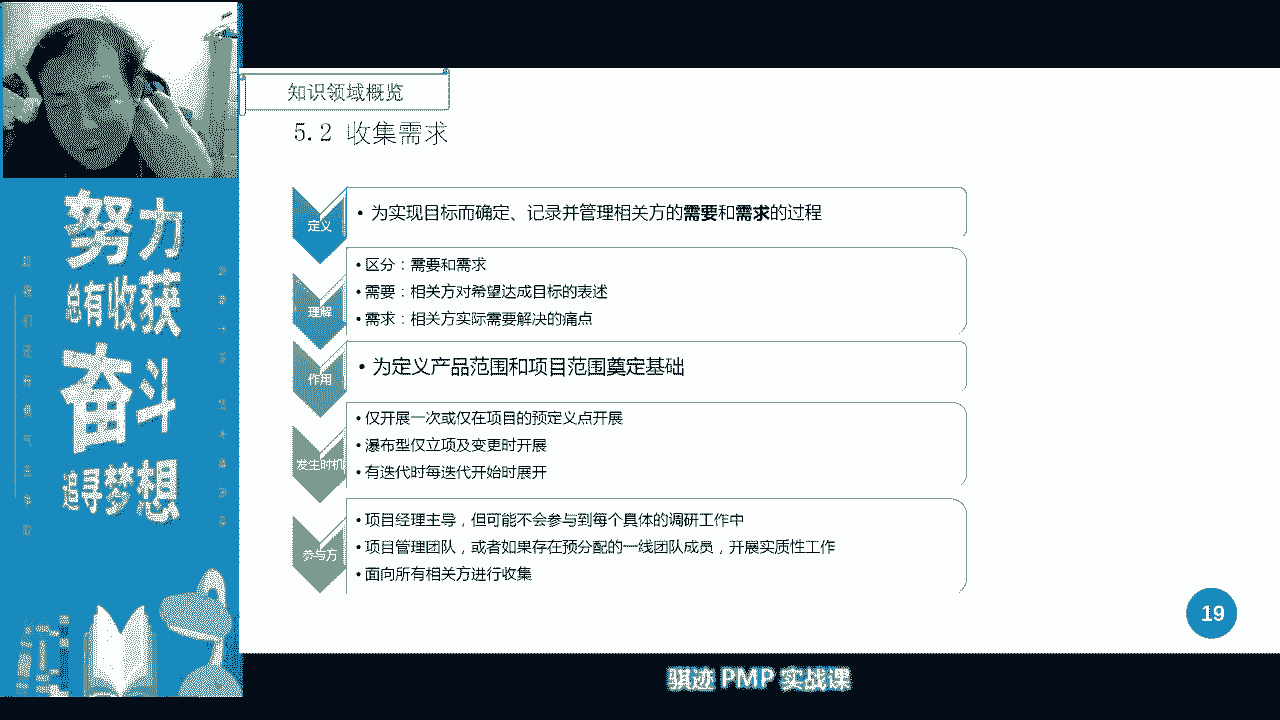 知识领域概览
5.2 收集需求
定义
• 为实现目标而确定、记录并管理相关方的需要和需求的过程
理解
• 区分：需要和需求
• 需要：相关方对希望达成目标的表述
• 需求：相关方实际需要解决的痛点
作用
• 为定义产品范围和项目范围奠定基础
发生时机
• 仅开展一次或仅在项目的预定义点开展
• 瀑布型仅立项及变更时开展
• 有迭代时每迭代开始时展开
参与方
• 项目经理主导，但可能不会参与到每个具体的调研工作中
• 项目管理团队，或者如果存在预分配的一线团队成员，开展实质性工作
• 面向所有相关方进行收集
19
努力
总有收获
奋斗
追寻梦想
骐迹 PMP 实战课